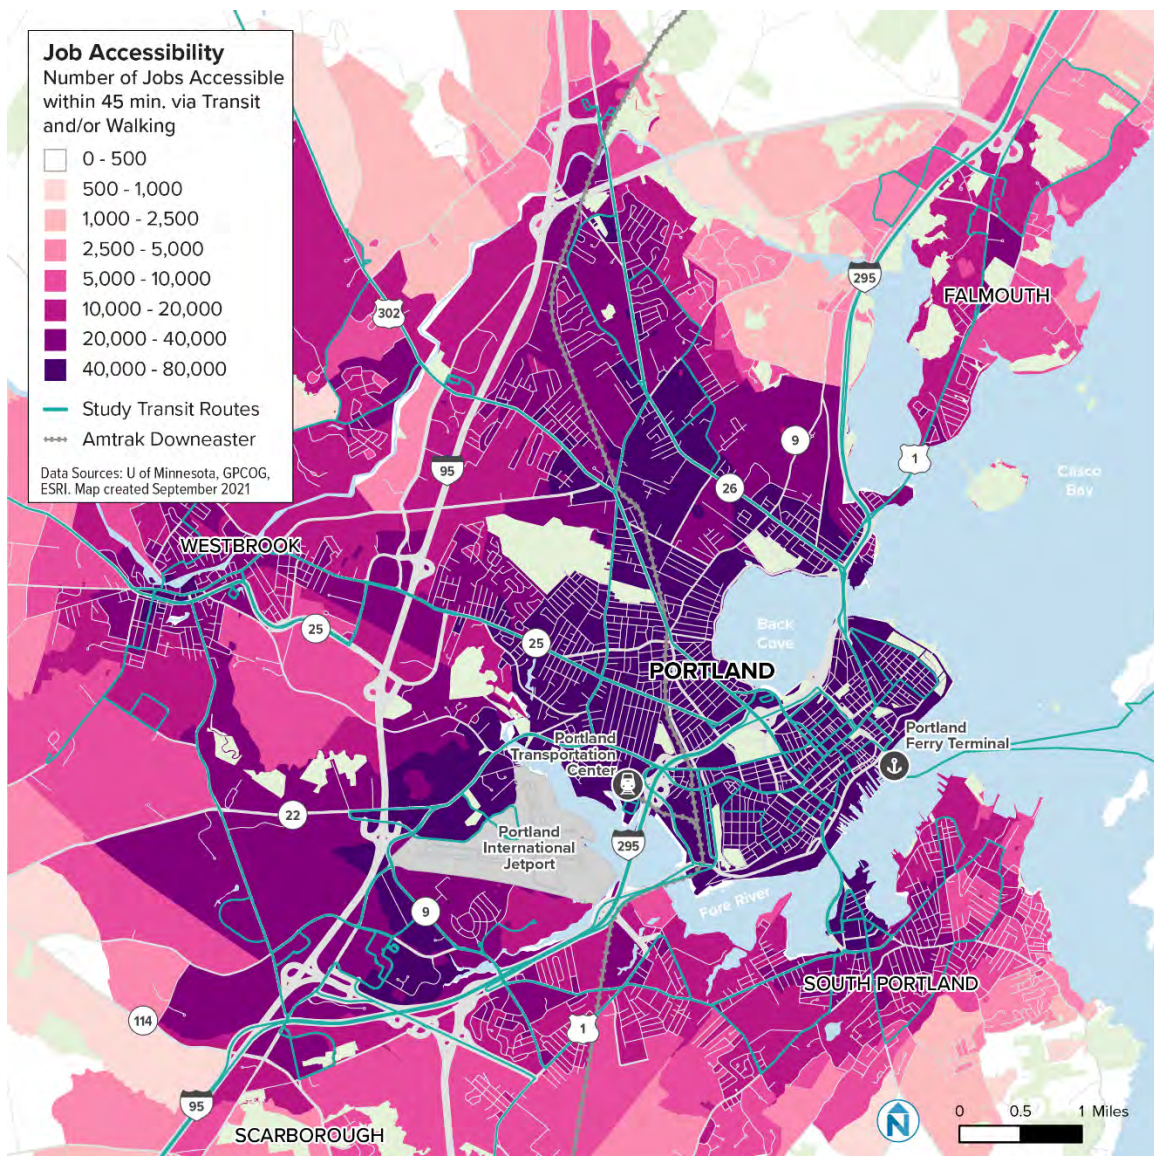 Job Accessibility
Number of Jobs Accessible
within 45 min. via Transit
and/or Walking
0 - 500
500 - 1,000
1,000 - 2,500
2,500 - 5,000
5,000 - 10,000
10,000 - 20,000
20,000 - 40,000
40,000 - 80,000
Study Transit Routes
Amtrak Downeaster
Data Sources: U of Minnesota, GPCOG,
ESRI. Map created September 2021
295
FALMOUTH
302
9
1
95
26
Casco
Bay
WESTBROOK
25
25
Back
Cove
PORTLAND
Portland
Transportation
Center
Portland
Ferry Terminal
22
Portland
International
Jetport
295
Fore River
9
SOUTH PORTLAND
114
1
95
SCARBOROUGH
N
0 0.5 1 Miles